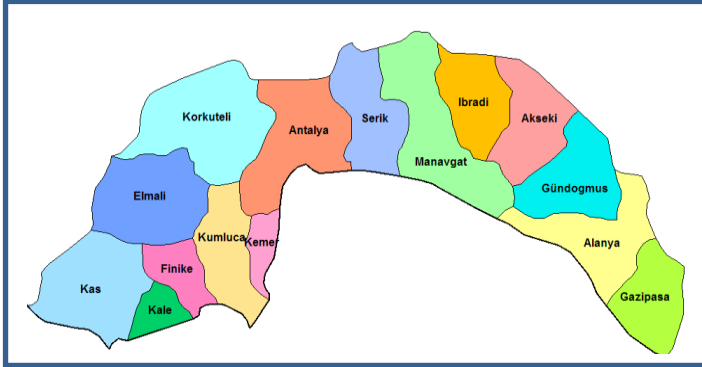 Ibradi
Korkuteli
Antalya
Serik
Akseki
Manavgat
Gündogmus
Elmali
Kumluca
Kemer
Alanya
Finike
Kas
Gazipasa
Kale